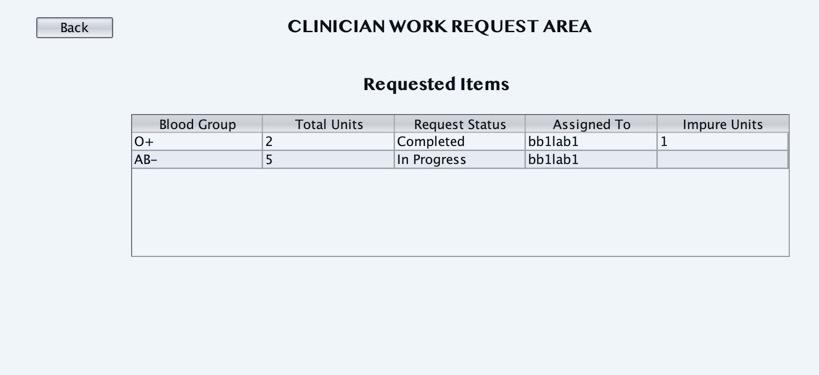 Back
CLINICIAN WORK REQUEST AREA
Requested Items
Blood Group Total Units Request Status Assigned To Impure Units
O+ 2 Completed bb1lab1 1
AB- 5 In Progress bb1lab1